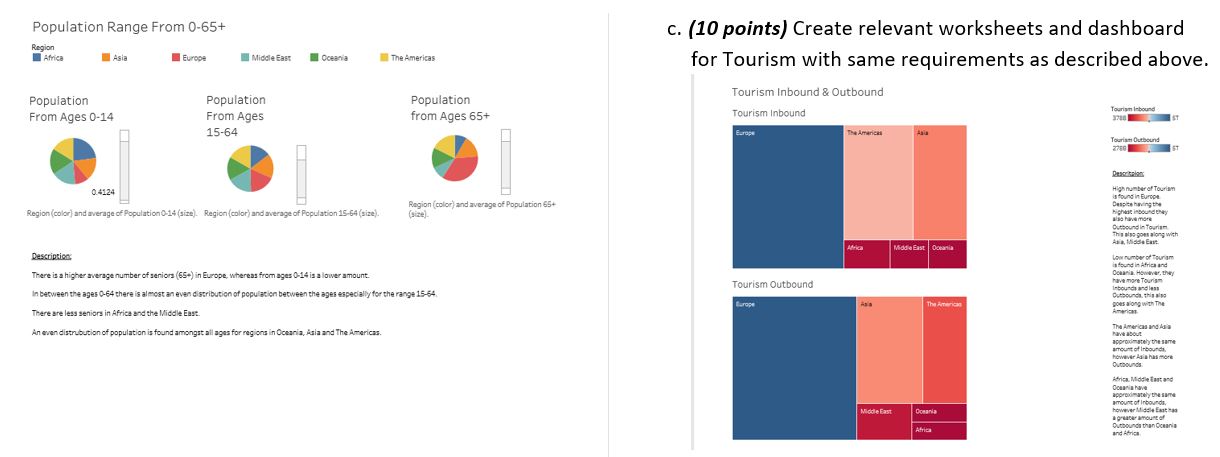 Population Range From 0-65+
Region
Africa
Asia
Europe
Middle East
Oceania
The Americas
Population
From Ages 0-14
0.4124
Region (color) and average of Population 0-14 (size).
Population
From Ages
15-64
Region (color) and average of Population 15-64 (size).
Population
from Ages 65+
Region (color) and average of Population 65+
(size).
Description:
There is a higher average number of seniors (65+) in Europe, whereas from ages 0-14 is a lower amount.
In between the ages 0-64 there is almost an even distribution of population between the ages especially for the range 15-64.
There are less seniors in Africa and the Middle East.
An even distrubution of population is found amongst all ages for regions in Oceania, Asia and The Americas.
c. (10 points) Create relevant worksheets and dashboard
for Tourism with same requirements as described above.
Tourism Inbound & Outbound
Tourism Inbound
Europe
The Americas
Asia
Africa
Middle East
Oceania
Tourism Outbound
Europe
Asia
The Americas
Middle East
Oceania
Africa
Tourism Inbound
378B
$T
Tourism Outbound
278B
$T
Descritpion:
High number of Tourism
is found in Europe.
Despite having the
highest inbound they
also have more
Outbound in Tourism.
This also goes along with
Asia, Middle East.
Low number of Tourism
is found in Africa and
Oceania. However, they
have more Tourism
Inbounds and less
Outbounds, this also
goes along with The
Americas.
The Americas and Asia
have about
approximately the same
amount of Inbounds,
however Asia has more
Outbounds.
Africa, Middle East and
Oceania have
approximately the same
amount of Inbounds,
however Middle East has
a greater amount of
Outbounds than Oceania
and Africa.